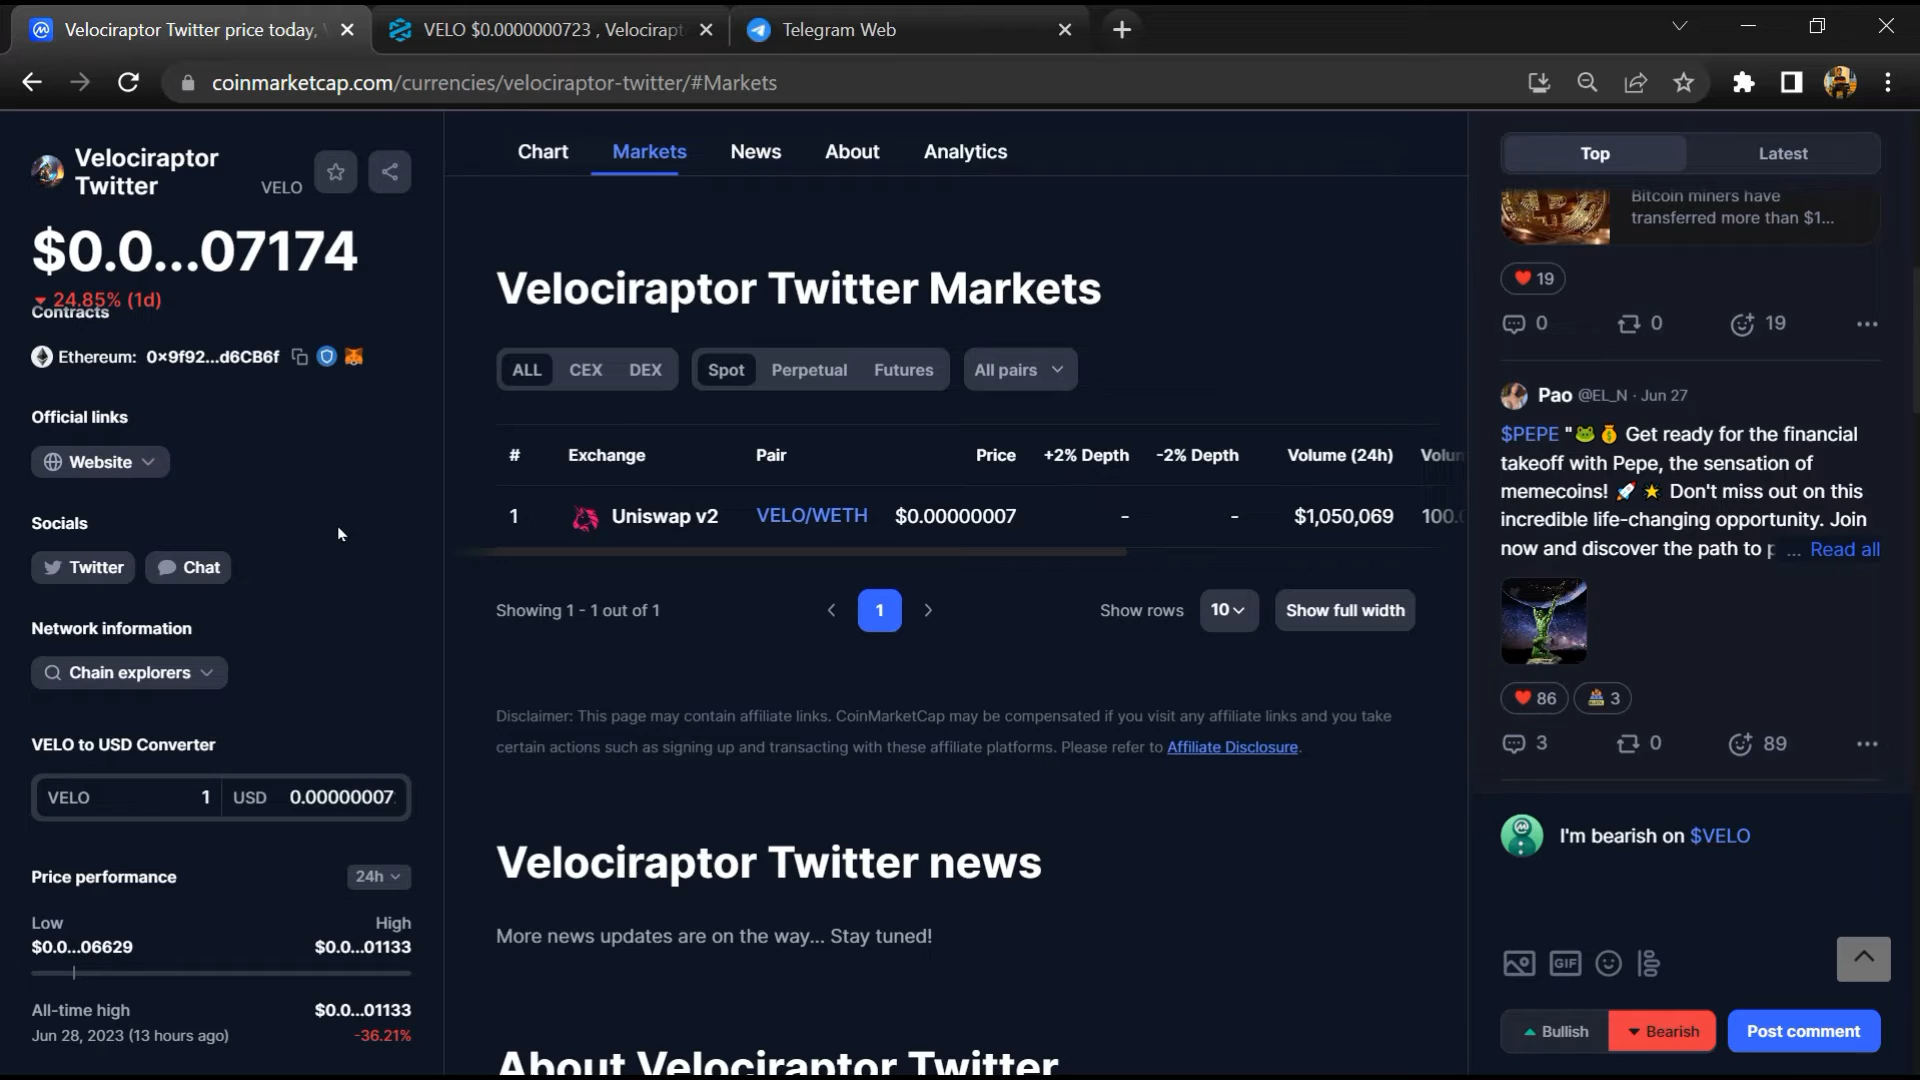 Velociraptor Twitter price today,
VELO $0.0000000723 , Velocirapt
Telegram Web
coinmarketcap.com/currencies/velociraptor-twitter/#Markets
Velociraptor
Twitter
VELO
$0.0...07174
24.85% (1d)
Contracts
Ethereum: 0x9f92...d6CB6f
Official links
Website
Socials
Twitter
Chat
Network information
Chain explorers
VELO to USD Converter
VELO 1 USD 0.000000007
Price performance
24h
Low High
$0.0...06629 $0.0...01133
All-time high $0.0...01133
Jun 28, 2023 (13 hours ago) -36.21%
Chart Markets News About Analytics
Velociraptor Twitter Markets
ALL CEX DEX Spot Perpetual Futures All pairs
# Exchange Pair Price +2% Depth -2% Depth Volume (24h) Volum
1 Uniswap v2 VELO/WETH $0.00000007 - - $1,050,069 100.
Showing 1 - 1 out of 1
1
Show rows 10 Show full width
Disclaimer: This page may contain affiliate links. CoinMarketCap may be compensated if you visit any affiliate links and you take
certain actions such as signing up and transacting with these affiliate platforms. Please refer to Affiliate Disclosure.
Velociraptor Twitter news
More news updates are on the way... Stay tuned!
About Velociraptor Twitter
Top Latest
Bitcoin miners have
transferred more than $1...
19
0 0 19
Pao @EL_N · Jun 27
$PEPE "🐸💰 Get ready for the financial
takeoff with Pepe, the sensation of
memecoins! 🚀🌟 Don't miss out on this
incredible life-changing opportunity. Join
now and discover the path to p ... Read all
86 3
3 0 89
I'm bearish on $VELO
GIF
Bullish Bearish Post comment